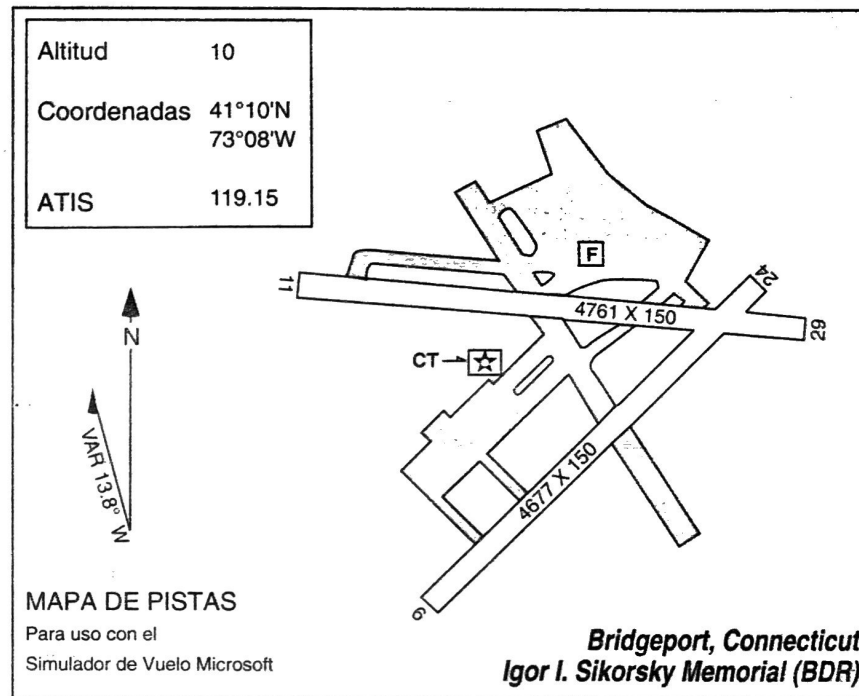 Altitud 10
Coordenadas 41°10'N
73°08'W
ATIS 119.15
F
24
11
4761 X 150
29
N
CT
VAR 13.8° W
4677 X 150
6
MAPA DE PISTAS
Para uso con el
Simulador de Vuelo Microsoft
Bridgeport, Connecticut
Igor I. Sikorsky Memorial (BDR)